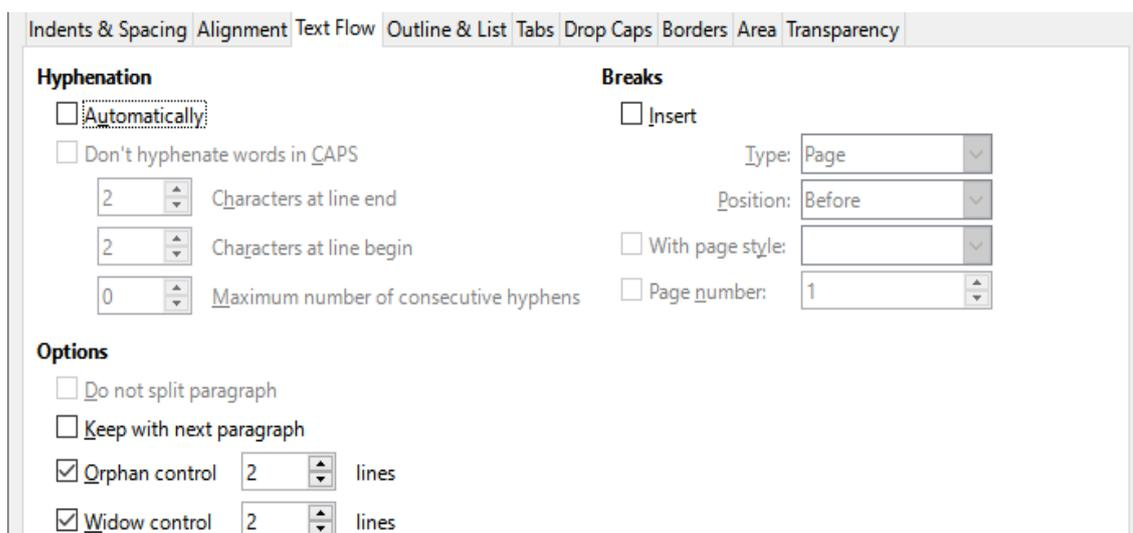 Indents & Spacing Alignment Text Flow Outline & List Tabs Drop Caps Borders Area Transparency
Hyphenation
Automatically
Don't hyphenate words in CAPS
2 Characters at line end
2 Characters at line begin
0 Maximum number of consecutive hyphens
Breaks
Insert
Type: Page
Position: Before
With page style:
Page number: 1
Options
Do not split paragraph
Keep with next paragraph
Orphan control 2 lines
Widow control 2 lines